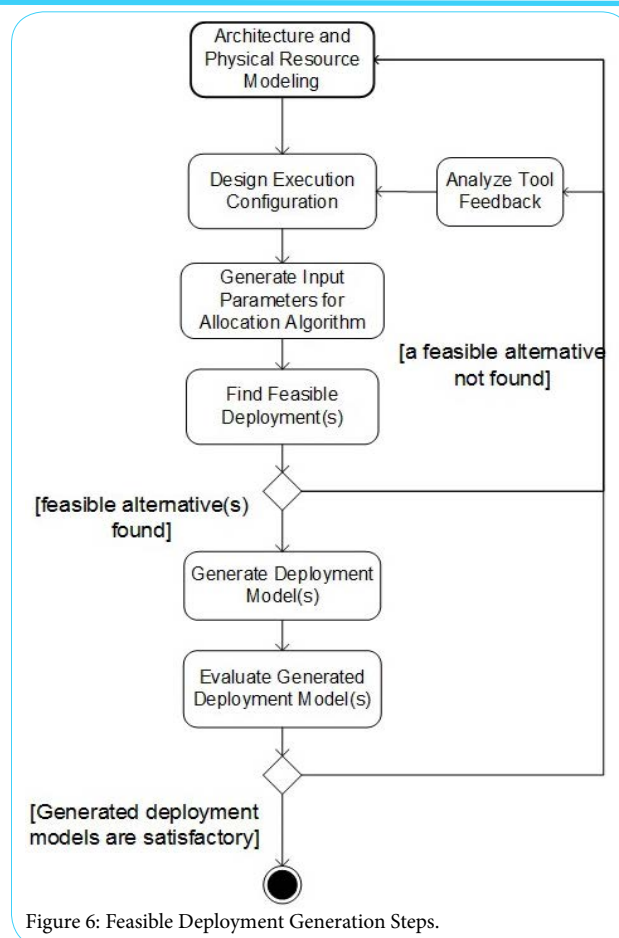 Architecture and
Physical Resource
Modeling
Design Execution
Configuration
Analyze Tool
Feedback
Generate Input
Parameters for
Allocation Algorithm
[a feasible alternative
not found]
Find Feasible
Deployment(s)
[feasible alternative(s)
found]
Generate Deployment
Model(s)
Evaluate Generated
Deployment Model(s)
[Generated deployment
models are satisfactory]
Figure 6: Feasible Deployment Generation Steps.